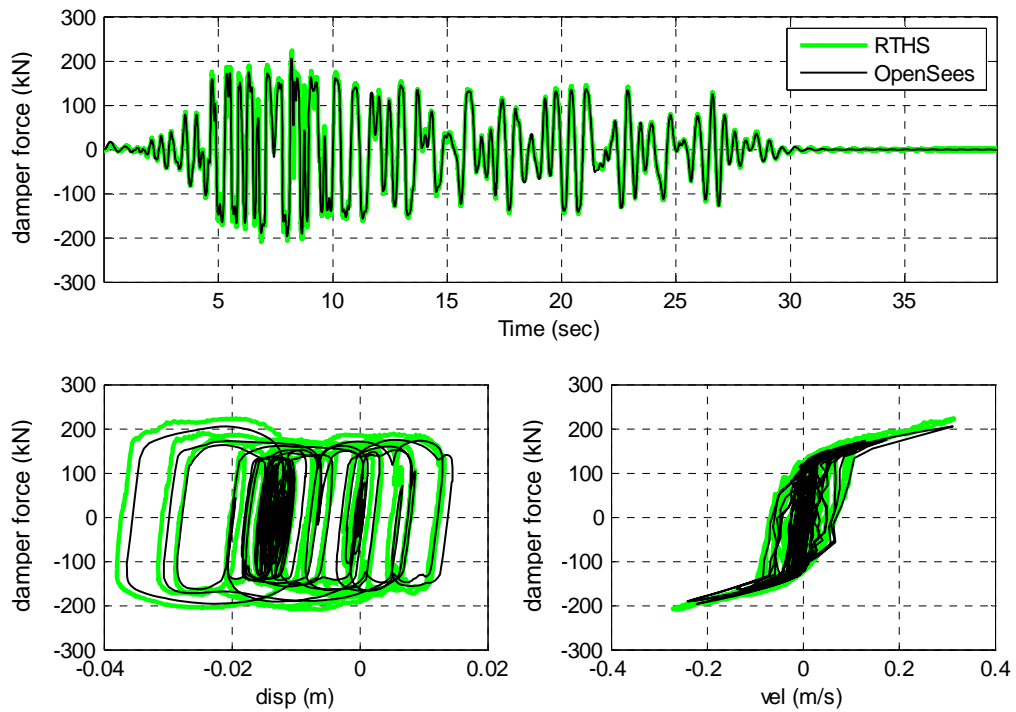 300
200
100
0
-100
-200
-300
damper force (kN)
RTHS
OpenSees
5 10 15 20 25 30 35
Time (sec)
300
200
100
0
-100
-200
-300
damper force (kN)
-0.04 -0.02 0 0.02
disp (m)
300
200
100
0
-100
-200
-300
damper force (kN)
-0.4 -0.2 0 0.2 0.4
vel (m/s)